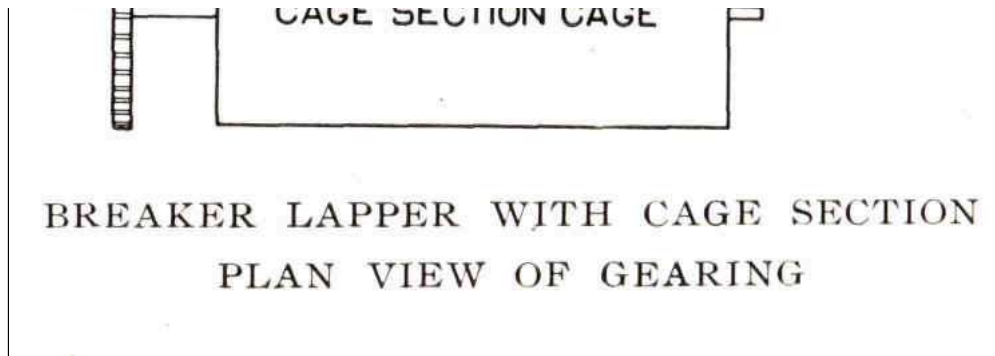 CAGE SECTION CAGE
BREAKER LAPPER WITH CAGE SECTION
PLAN VIEW OF GEARING